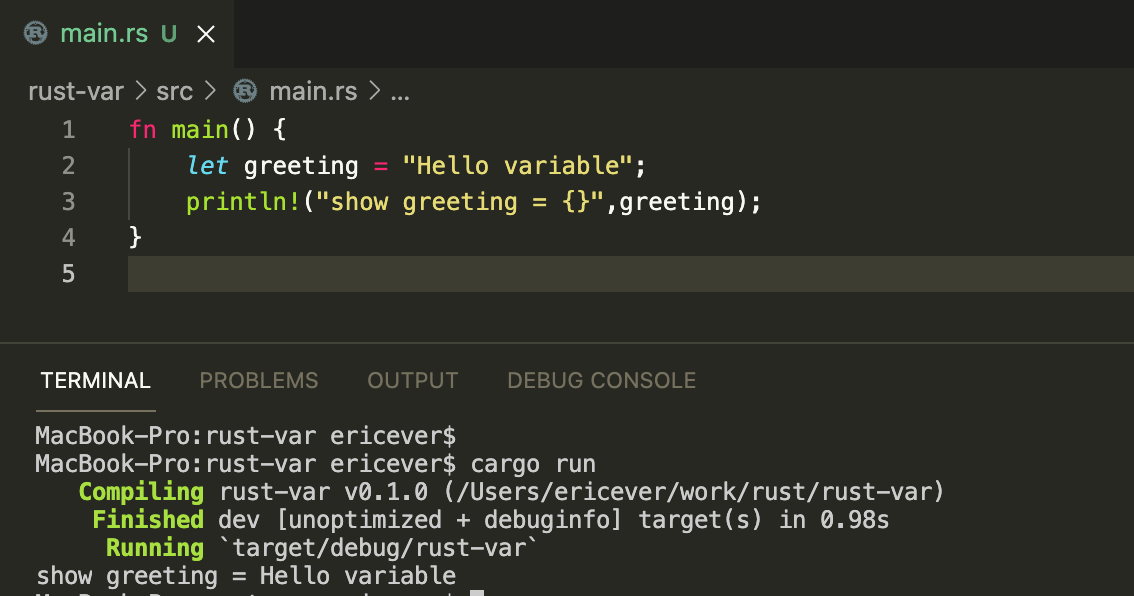 main.rs U
rust-var > src > main.rs > ...
1 fn main() {
2     let greeting = "Hello variable";
3     println!("show greeting = {}",greeting);
4 }
5
TERMINAL PROBLEMS OUTPUT DEBUG CONSOLE
MacBook-Pro:rust-var ericever$
MacBook-Pro:rust-var ericever$ cargo run
   Compiling rust-var v0.1.0 (/Users/ericever/work/rust/rust-var)
    Finished dev [unoptimized + debuginfo] target(s) in 0.98s
     Running `target/debug/rust-var`
show greeting = Hello variable